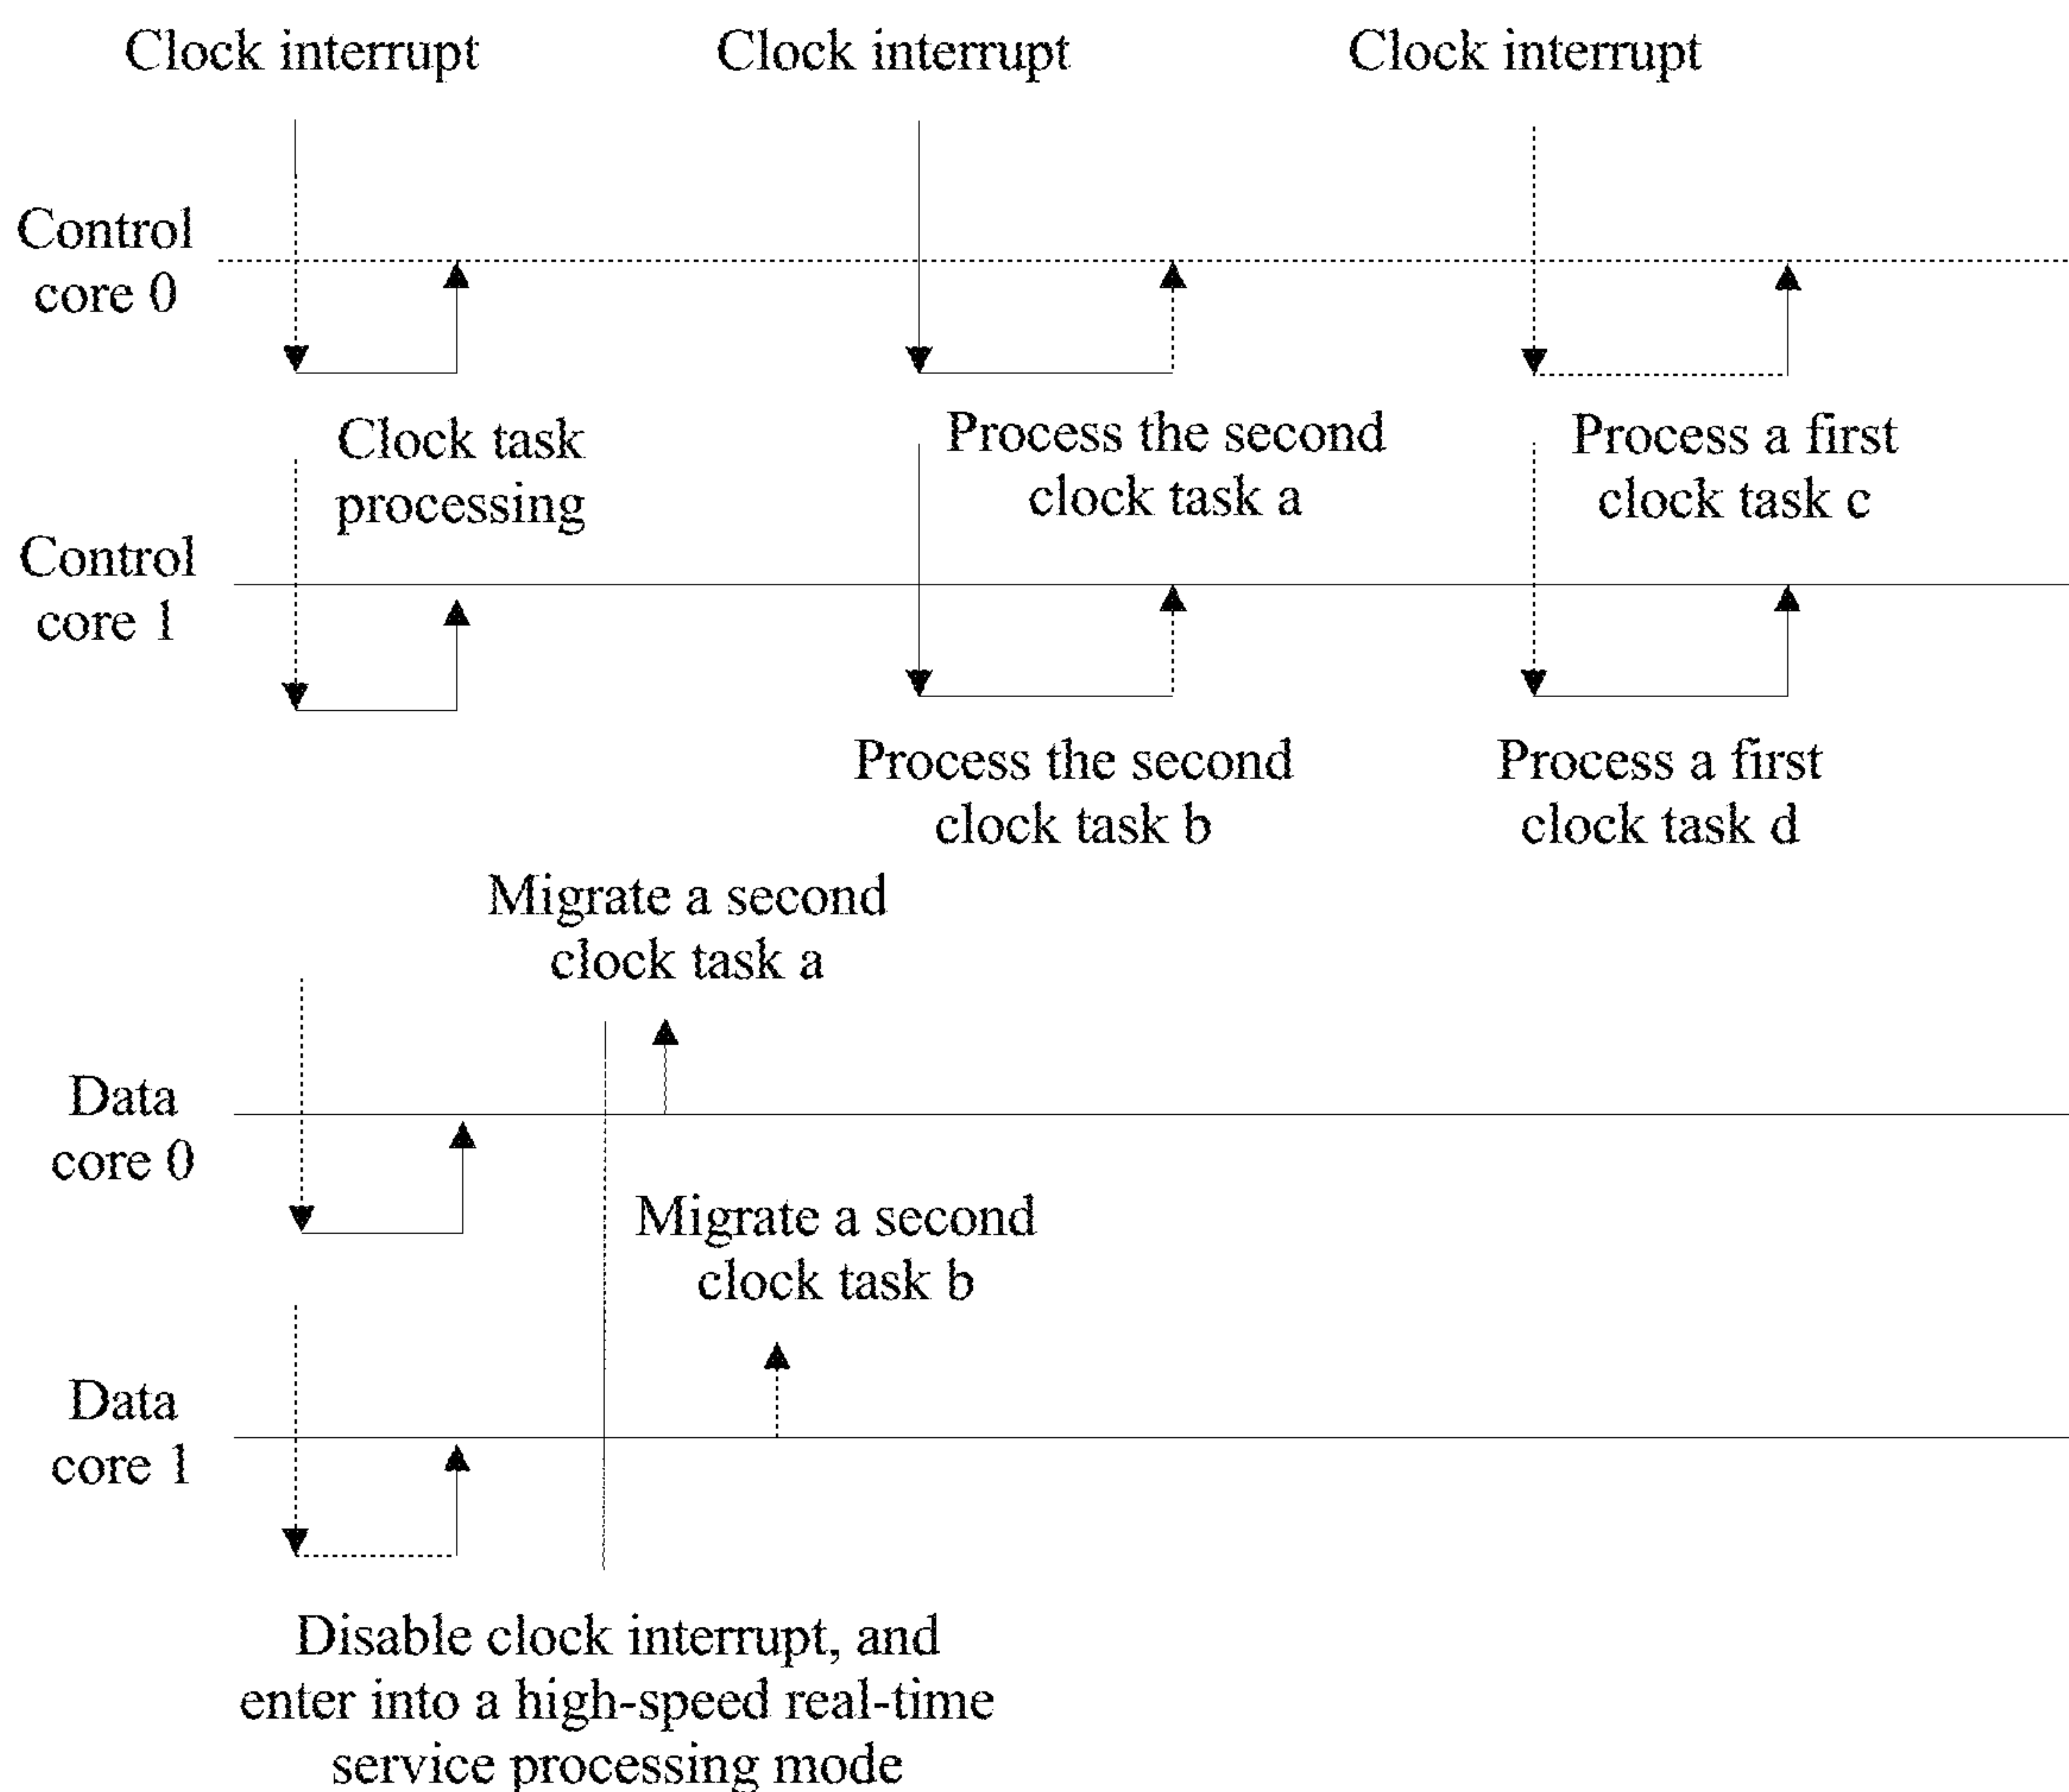 Clock interrupt
Clock interrupt
Clock interrupt
Control
core 0
Clock task
processing
Process the second
clock task a
Process a first
clock task c
Control
core 1
Process the second
clock task b
Process a first
clock task d
Migrate a second
clock task a
Data
core 0
Migrate a second
clock task b
Data
core 1
Disable clock interrupt, and
enter into a high-speed real-time
service processing mode